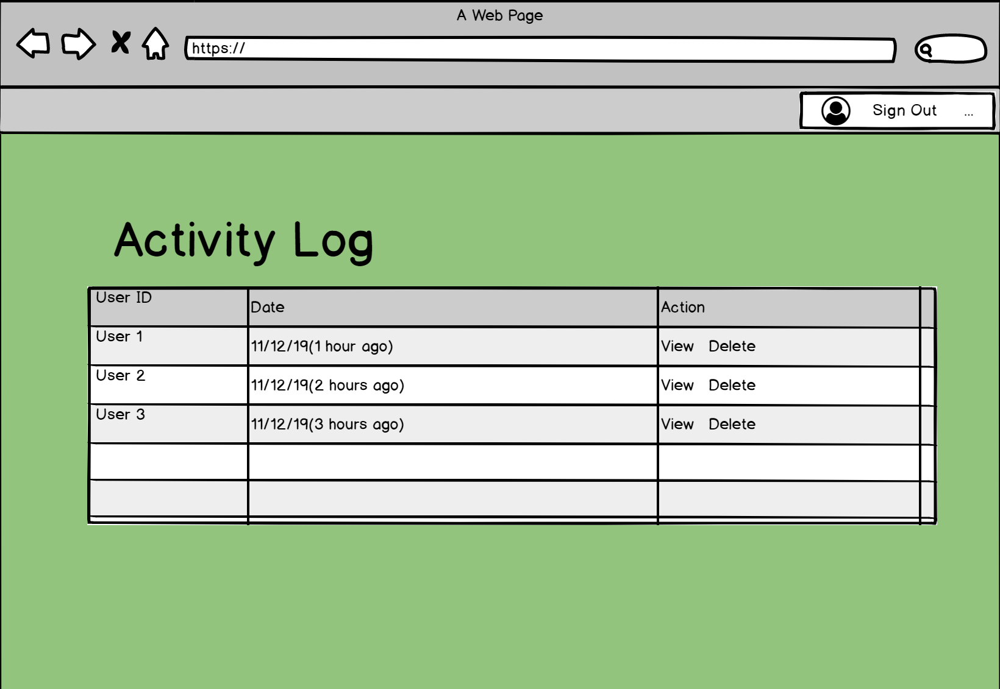 A Web Page
https://
Sign Out ...
Activity Log
User ID Date Action
User 1 11/12/19(1 hour ago) View Delete
User 2 11/12/19(2 hours ago) View Delete
User 3 11/12/19(3 hours ago) View Delete